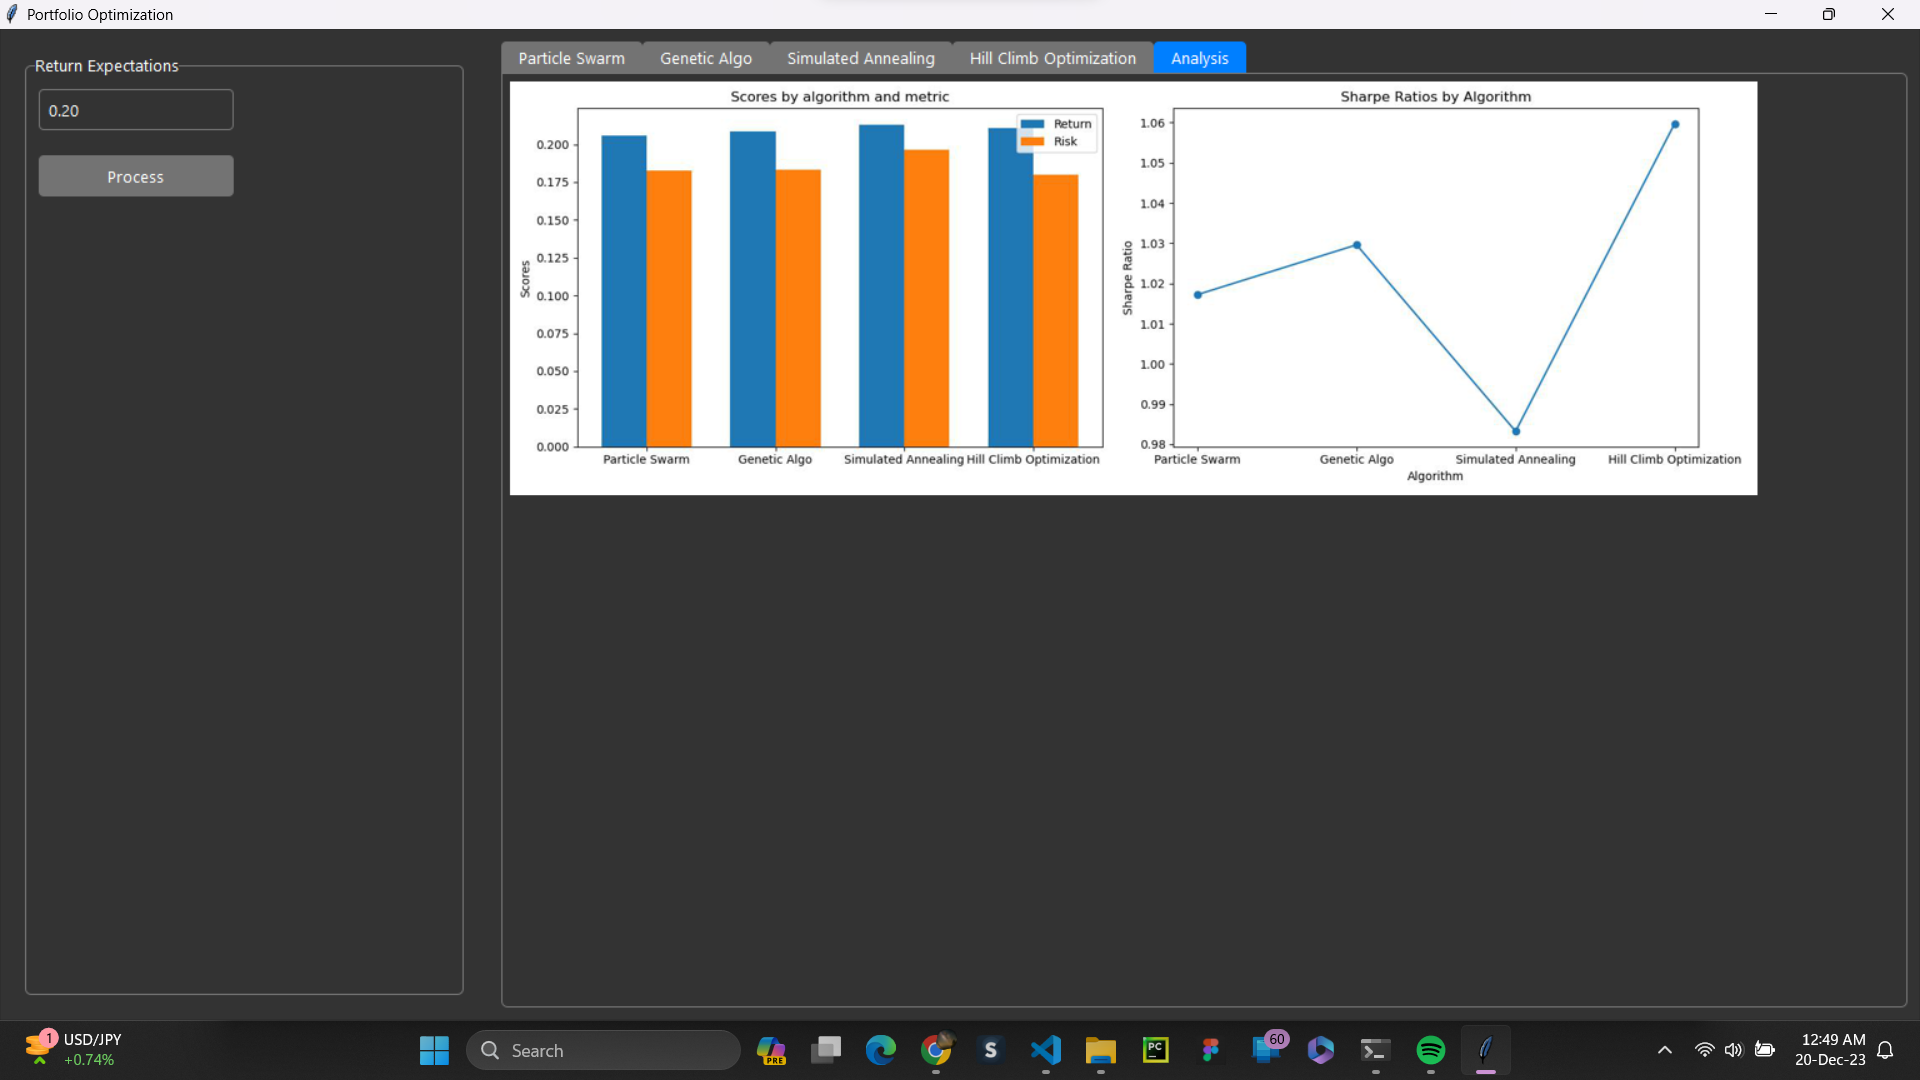 Portfolio Optimization
Return Expectations
0.20
Process
Particle Swarm Genetic Algo Simulated Annealing Hill Climb Optimization Analysis
Scores by algorithm and metric
Return
Risk
0.200
0.175
0.150
0.125
0.100
0.075
0.050
0.025
0.000
Scores
Particle Swarm Genetic Algo Simulated Annealing Hill Climb Optimization
Sharpe Ratios by Algorithm
1.06
1.05
1.04
1.03
1.02
1.01
1.00
0.99
0.98
Sharpe Ratio
Particle Swarm Genetic Algo Simulated Annealing Hill Climb Optimization
Algorithm
1
USD/JPY
+0.74%
Search
PRE
S
PC
60
12:49 AM
20-Dec-23